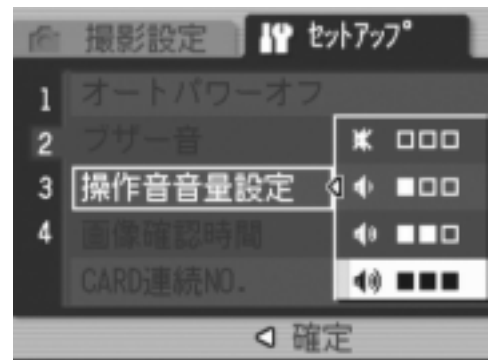 撮影設定 セットアップ
1 オートパワーオフ
2 ブザー音 □□□
3 操作音音量設定 ■□□
4 画像確認時間 ■■□
CARD連続NO. ■■■
確定